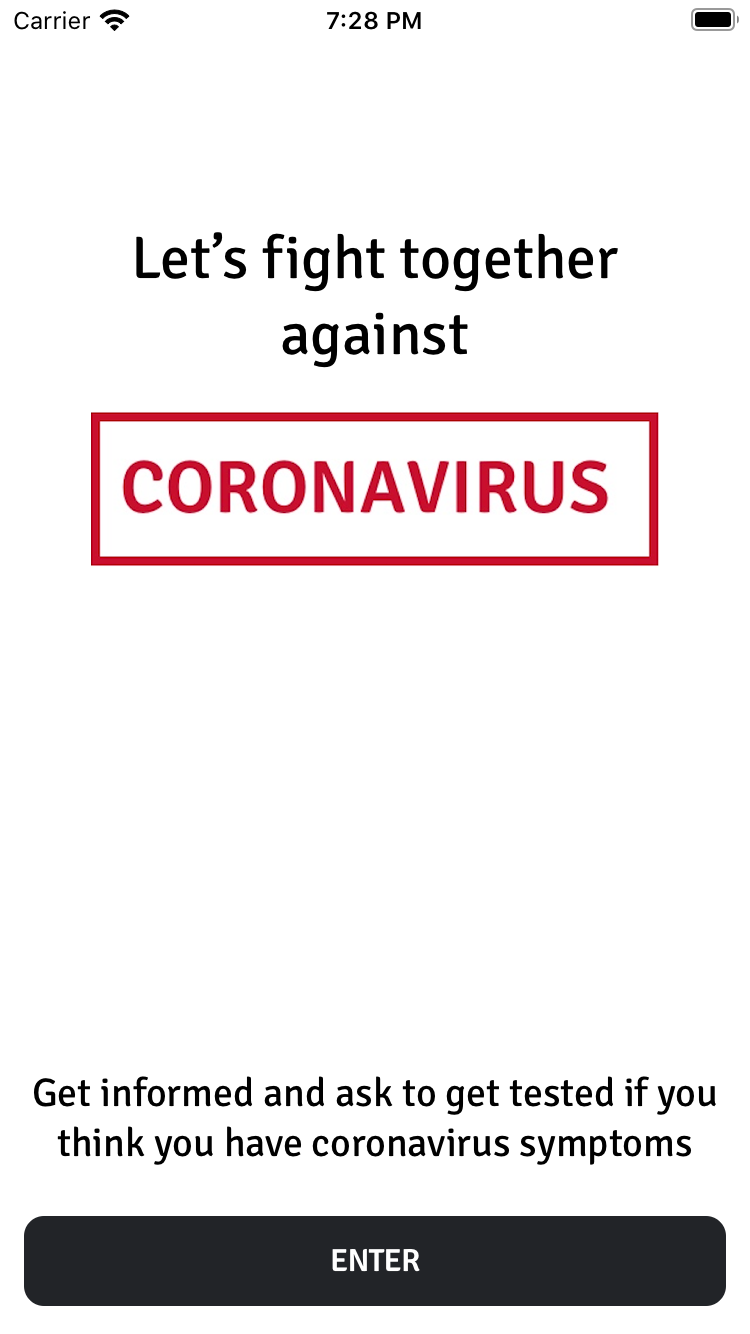 Carrier 7:28 PM
Let’s fight together
against
CORONAVIRUS
Get informed and ask to get tested if you
think you have coronavirus symptoms
ENTER